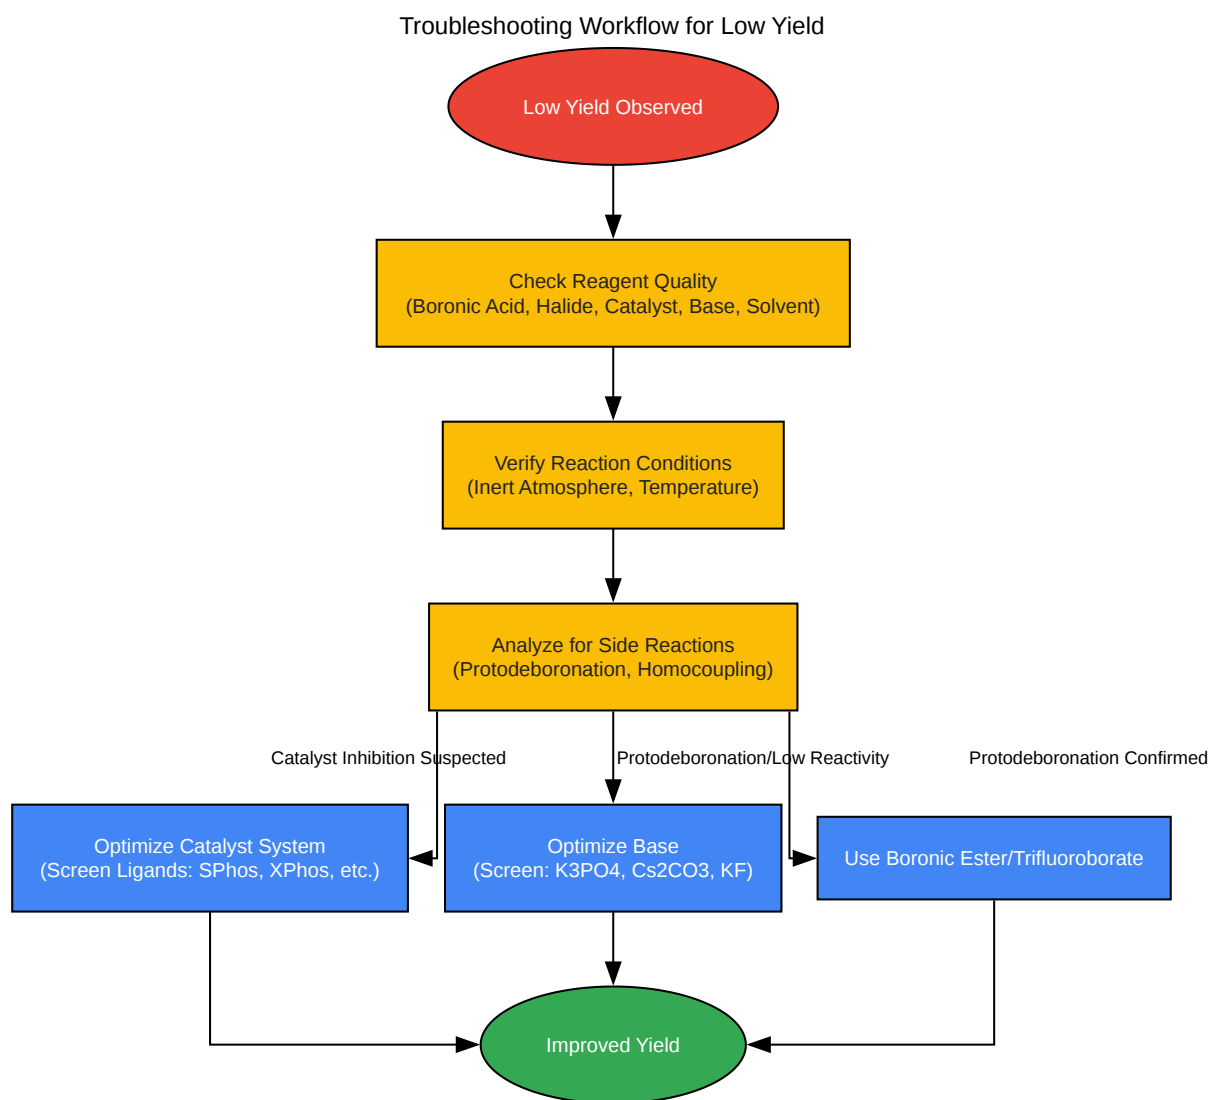 Troubleshooting Workflow for Low Yield
Low Yield Observed
Check Reagent Quality
(Boronic Acid, Halide, Catalyst, Base, Solvent)
Verify Reaction Conditions
(Inert Atmosphere, Temperature)
Analyze for Side Reactions
(Protodeboronation, Homocoupling)
Catalyst Inhibition Suspected
Protodeboronation/Low Reactivity
Protodeboronation Confirmed
Optimize Catalyst System
(Screen Ligands: SPhos, XPhos, etc.)
Optimize Base
(Screen: K3PO4, Cs2CO3, KF)
Use Boronic Ester/Trifluoroborate
Improved Yield